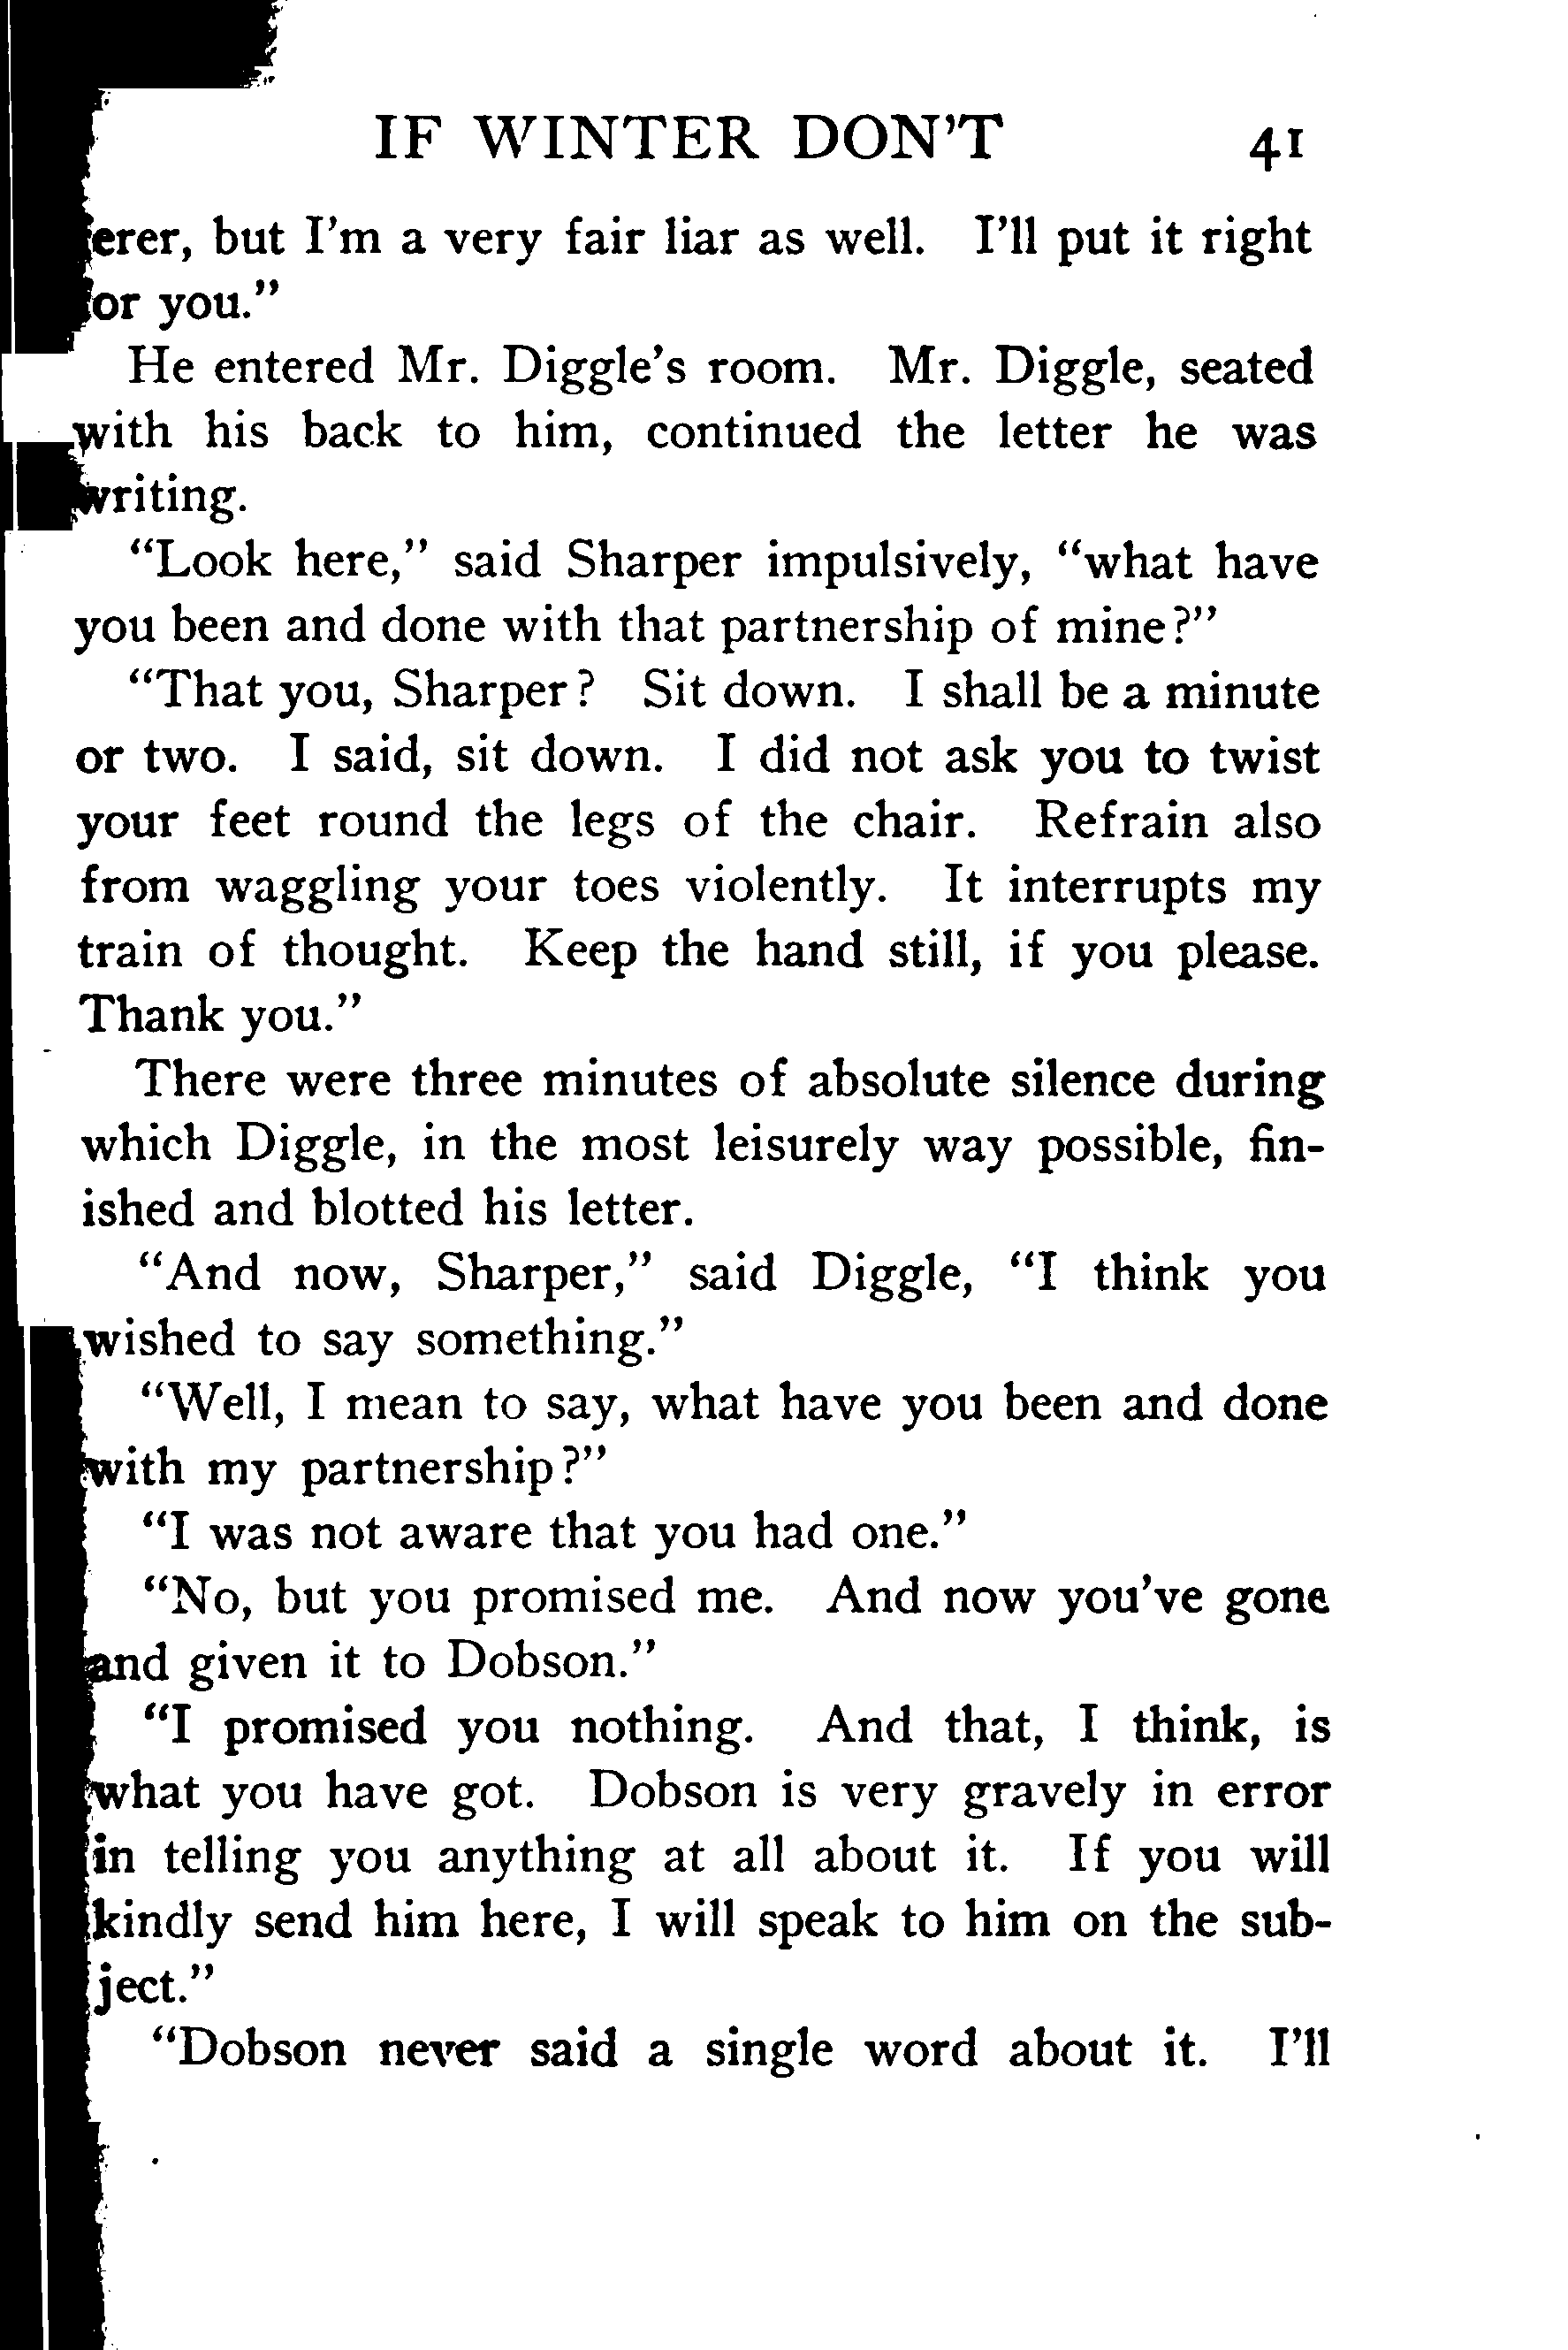 IF WINTER DON'T 41
erer, but I'm a very fair liar as well. I'll put it right
for you."
He entered Mr. Diggle's room. Mr. Diggle, seated
with his back to him, continued the letter he was
writing.
"Look here," said Sharper impulsively, "what have
you been and done with that partnership of mine?"
"That you, Sharper? Sit down. I shall be a minute
or two. I said, sit down. I did not ask you to twist
your feet round the legs of the chair. Refrain also
from waggling your toes violently. It interrupts my
train of thought. Keep the hand still, if you please.
Thank you."
There were three minutes of absolute silence during
which Diggle, in the most leisurely way possible, fin-
ished and blotted his letter.
"And now, Sharper," said Diggle, "I think you
wished to say something."
"Well, I mean to say, what have you been and done
with my partnership?"
"I was not aware that you had one."
"No, but you promised me. And now you've gone
and given it to Dobson."
"I promised you nothing. And that, I think, is
what you have got. Dobson is very gravely in error
in telling you anything at all about it. If you will
kindly send him here, I will speak to him on the sub-
ject."
"Dobson never said a single word about it. I'll